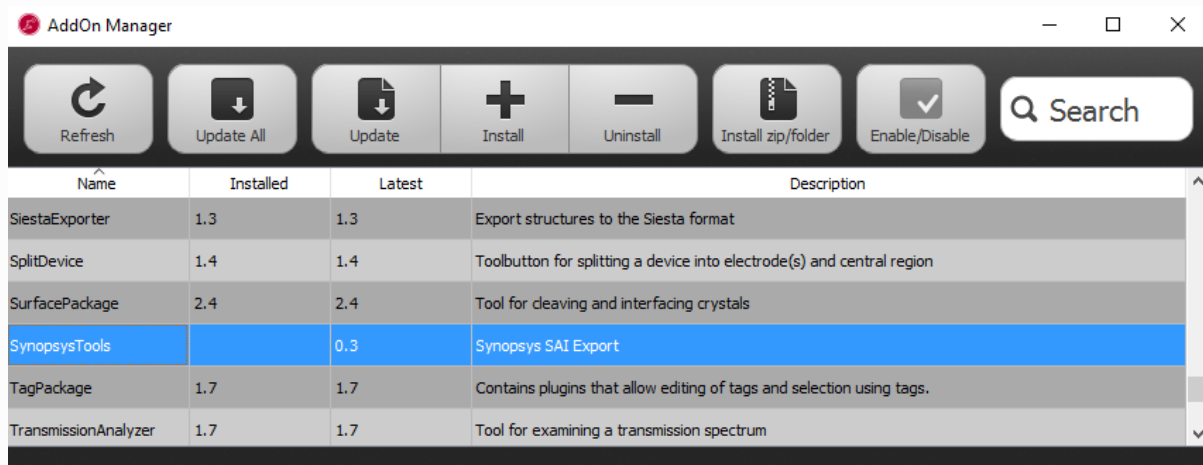 AddOn Manager
Refresh Update All Update Install Uninstall Install zip/folder Enable/Disable Search
Name Installed Latest Description
SiestaExporter 1.3 1.3 Export structures to the Siesta format
SplitDevice 1.4 1.4 Toolbutton for splitting a device into electrode(s) and central region
SurfacePackage 2.4 2.4 Tool for cleaving and interfacing crystals
SynopsysTools 0.3 Synopsys SAI Export
TagPackage 1.7 1.7 Contains plugins that allow editing of tags and selection using tags.
TransmissionAnalyzer 1.7 1.7 Tool for examining a transmission spectrum